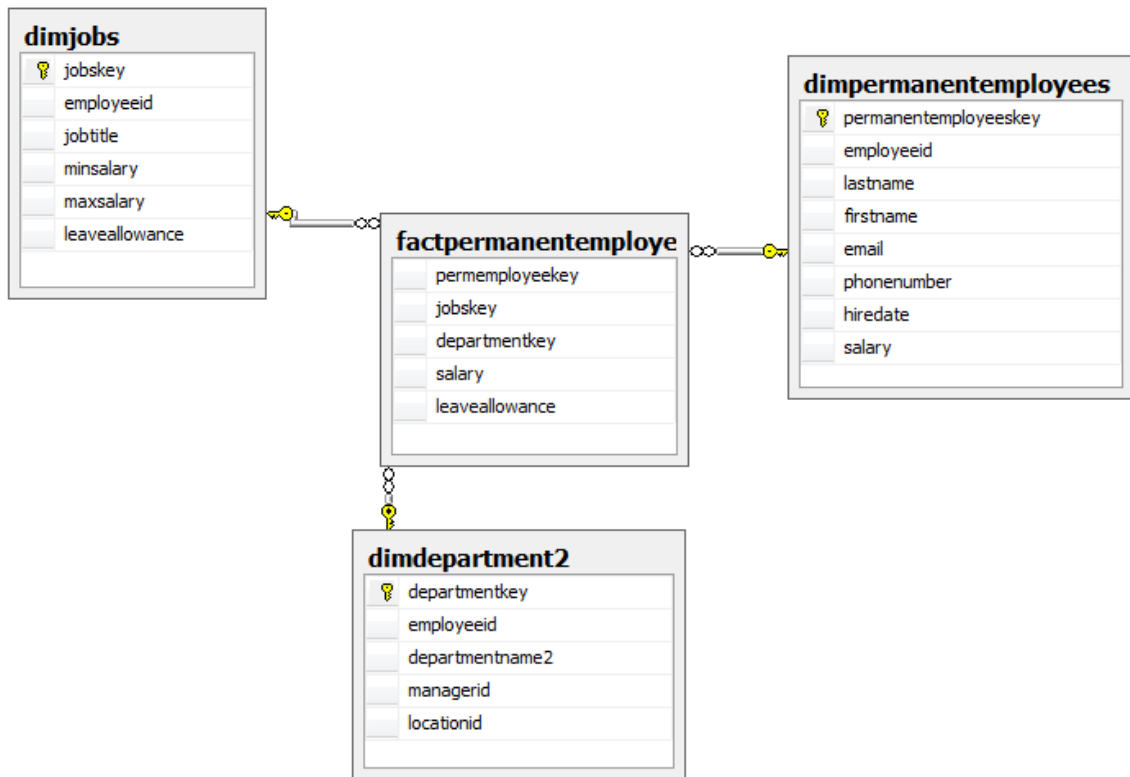 dimjobs
jobskey
employeeid
jobtitle
minsalary
maxsalary
leaveallowance
dimpermanentemployees
permanentemployeeskey
employeeid
lastname
firstname
email
phonenumber
hiredate
salary
factpermanentemploye
permemployeekey
jobskey
departmentkey
salary
leaveallowance
dimdepartment2
departmentkey
employeeid
departmentname2
managerid
locationid